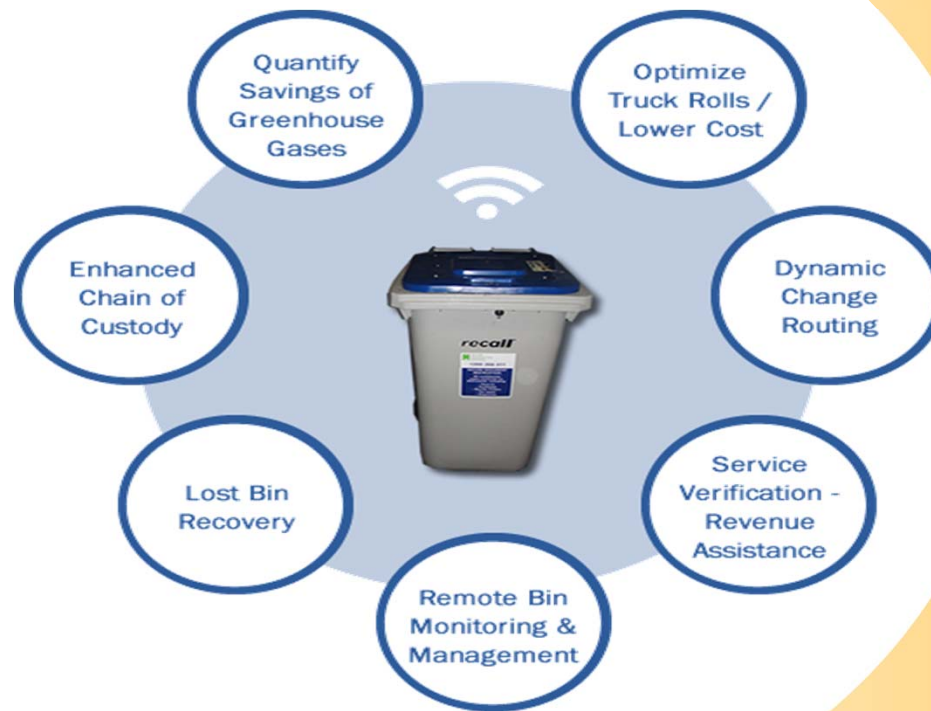 Quantify
Savings of
Greenhouse
Gases
Optimize
Truck Rolls /
Lower Cost
Enhanced
Chain of
Custody
Dynamic
Change
Routing
recall
Lost Bin
Recovery
Service
Verification -
Revenue
Assistance
Remote Bin
Monitoring &
Management